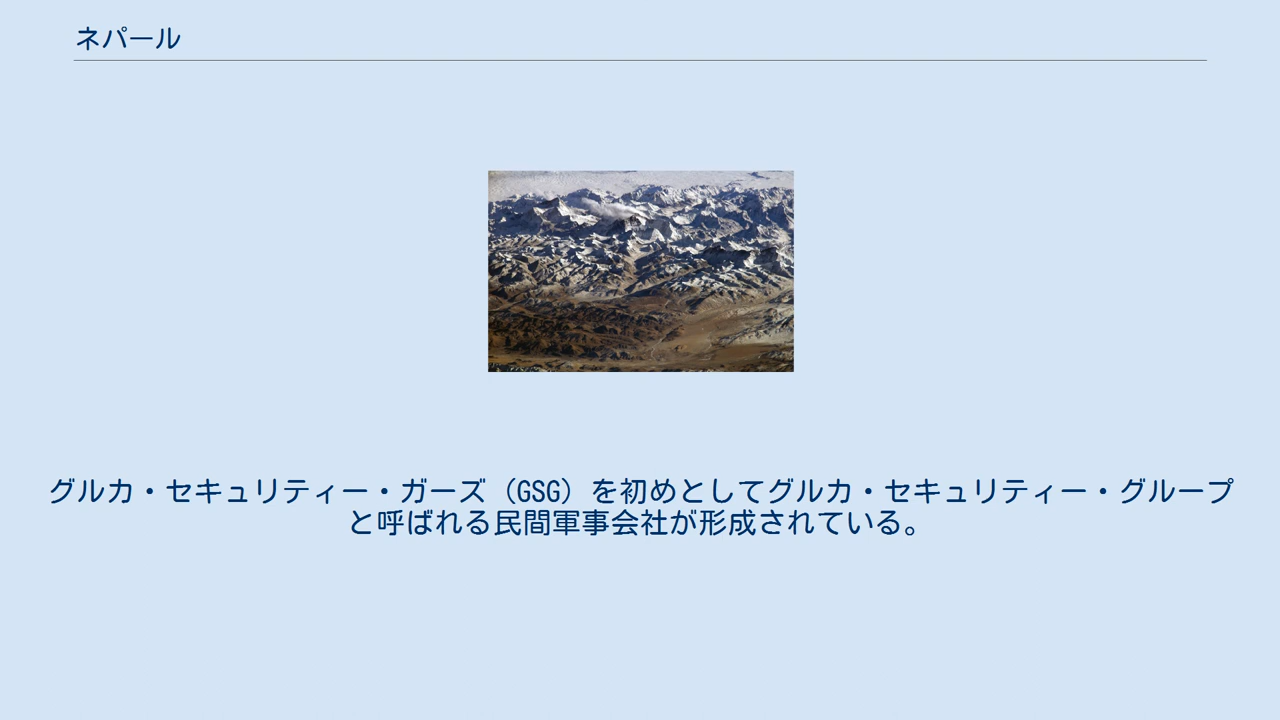 ネパール
グルカ・セキュリティー・ガーズ（GSG）を初めとしてグルカ・セキュリティー・グループ
と呼ばれる民間軍事会社が形成されている。